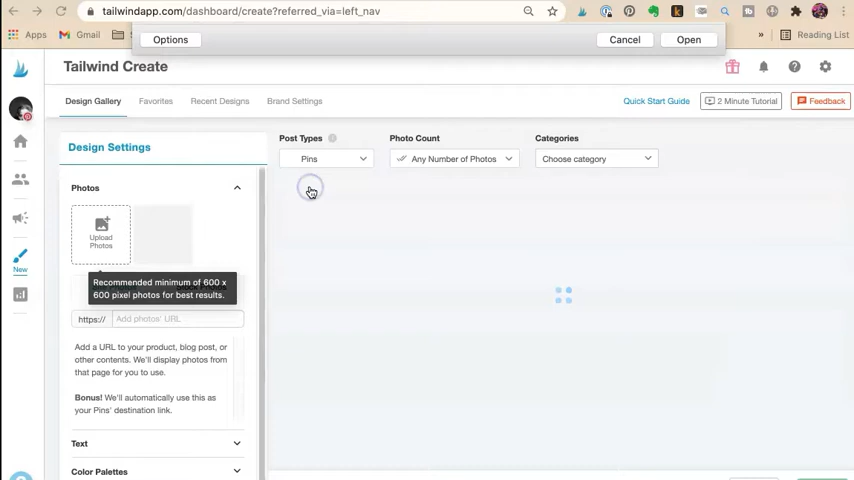 tailwindapp.com/dashboard/create?referred_via=left_nav
Apps
Gmail
»
Reading List
Options
Cancel
Open
Tailwind Create
Design Gallery
Favorites
Recent Designs
Brand Settings
Quick Start Guide
2 Minute Tutorial
Feedback
Design Settings
Post Types
Photo Count
Categories
Pins
Any Number of Photos
Choose category
Photos
Upload
Photos
Recommended minimum of 600 x
600 pixel photos for best results.
https://
Add photos' URL
Add a URL to your product, blog post, or
other contents. We'll display photos from
that page for you to use.
Bonus! We'll automatically use this as
your Pins' destination link.
Text
Color Palettes
New